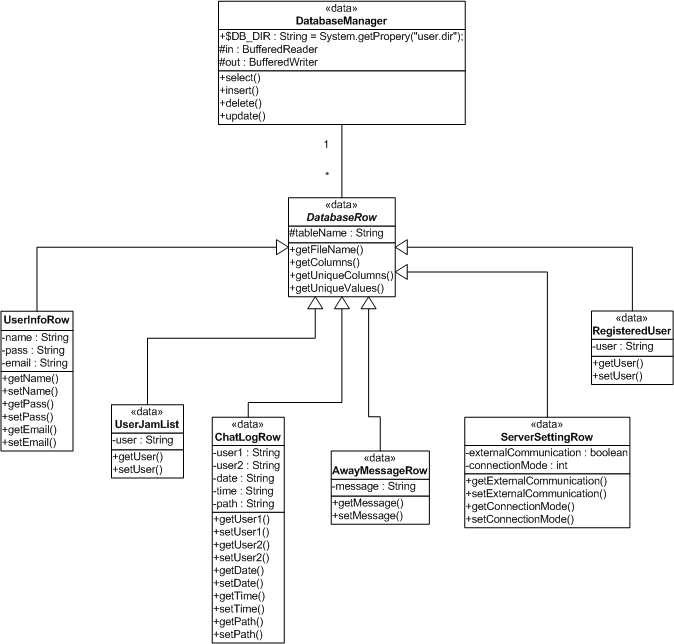 «data»
DatabaseManager
+$DB_DIR : String = System.getPropery("user.dir");
#in : BufferedReader
#out : BufferedWriter
+select()
+insert()
+delete()
+update()
1
*
«data»
DatabaseRow
#tableName : String
+getFileName()
+getColumns()
+getUniqueColumns()
+getUniqueValues()
UserInfoRow
-name : String
-pass : String
-email : String
+getName()
+setName()
+getPass()
+setPass()
+getEmail()
+setEmail()
«data»
UserJamList
-user : String
+getUser()
+setUser()
«data»
ChatLogRow
-user1 : String
-user2 : String
-date : String
-time : String
-path : String
+getUser1()
+setUser1()
+getUser2()
+setUser2()
+getDate()
+setDate()
+getTime()
+setTime()
+getPath()
+setPath()
«data»
AwayMessageRow
-message : String
+getMessage()
+setMessage()
«data»
ServerSettingRow
-externalCommunication : boolean
-connectionMode : int
+getExternalCommunication()
+setExternalCommunication()
+getConnectionMode()
+setConnectionMode()
«data»
RegisteredUser
-user : String
+getUser()
+setUser()